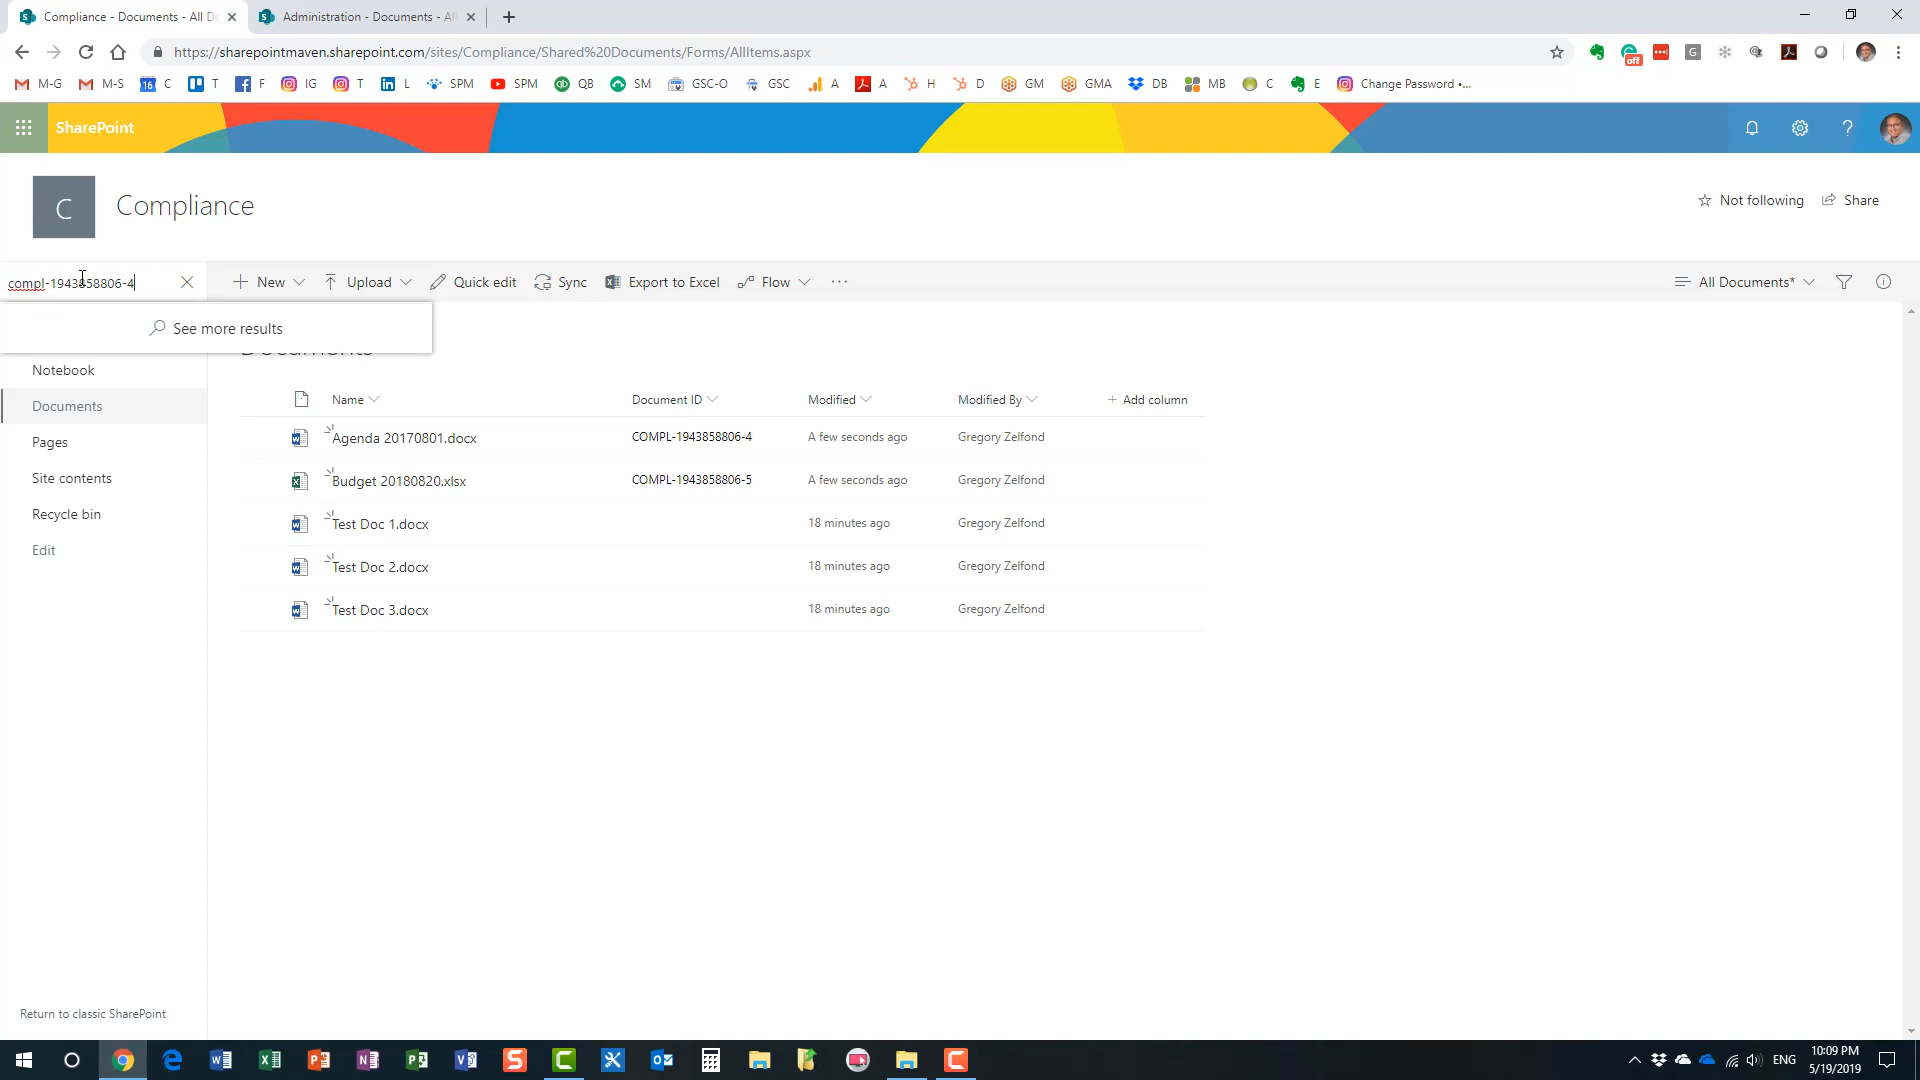 Compliance - Documents - All D
Administration - Documents - All
https://sharepointmaven.sharepoint.com/sites/Compliance/Shared%20Documents/Forms/AllItems.aspx
off
M-G M-S 16 C T F IG T L SPM SPM QB SM GSC-O GSC A A H D GM GMA DB MB C E Change Password •...
SharePoint
C
Compliance
Not following
Share
compl-1943858806-4
New
Upload
Quick edit
Sync
Export to Excel
Flow
All Documents*
See more results
Documents
Notebook
Documents
Pages
Site contents
Recycle bin
Edit
Name Document ID Modified Modified By Add column
Agenda 20170801.docx COMPL-1943858806-4 A few seconds ago Gregory Zelfond
Budget 20180820.xlsx COMPL-1943858806-5 A few seconds ago Gregory Zelfond
Test Doc 1.docx 18 minutes ago Gregory Zelfond
Test Doc 2.docx 18 minutes ago Gregory Zelfond
Test Doc 3.docx 18 minutes ago Gregory Zelfond
Return to classic SharePoint
ENG
10:09 PM
5/19/2019